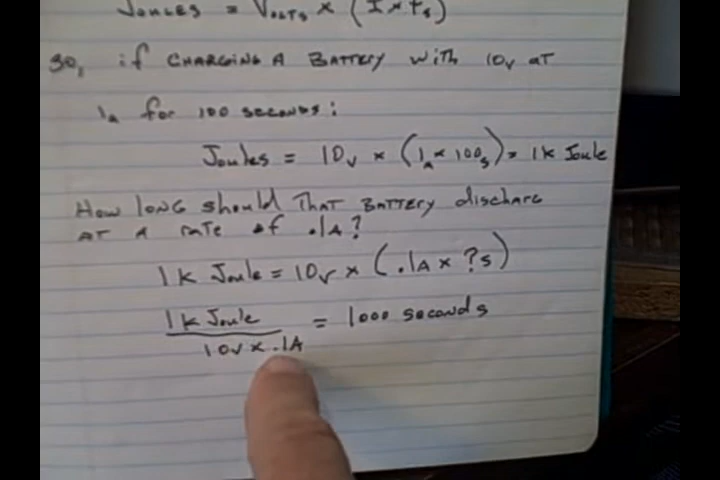 Joules = Volts x (I x ts)
So, if charging a battery with 10v at
1A for 100 seconds:
Joules = 10v x (1A x 100s) = 1k Joule
How long should that battery discharg
at a rate of .1A?
1k Joule = 10v x (.1A x ?s)
1k Joule = 1000 seconds
10v x .1A